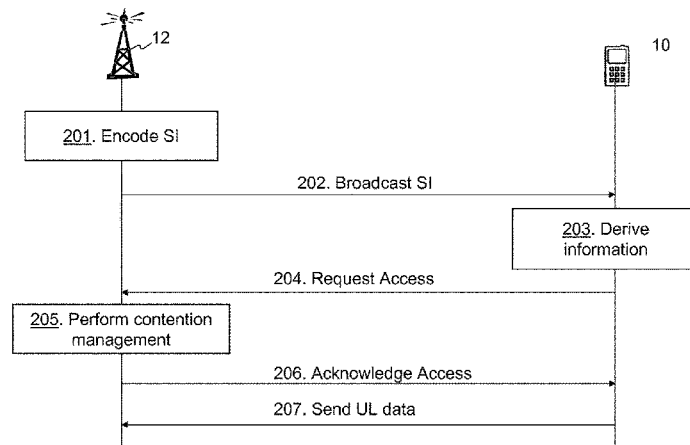 12
10
201. Encode SI
202. Broadcast SI
203. Derive
information
204. Request Access
205. Perform contention
management
206. Acknowledge Access
207. Send UL data